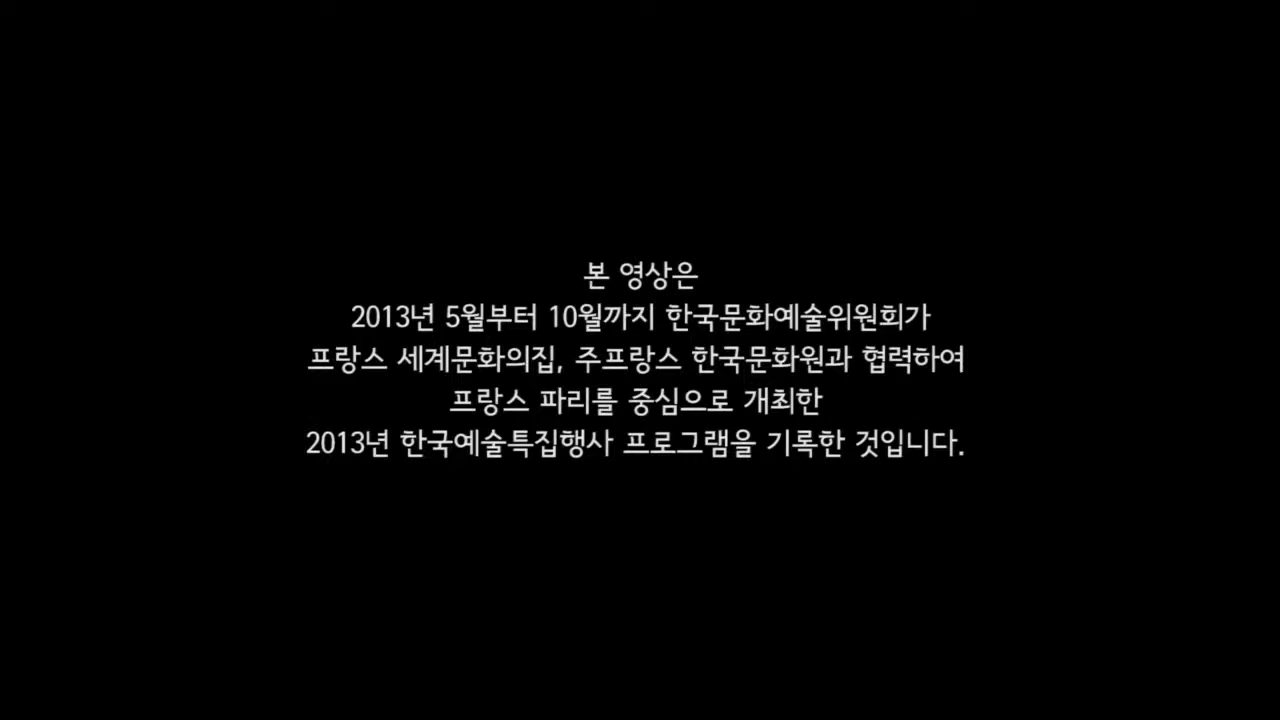 본 영상은
2013년 5월부터 10월까지 한국문화예술위원회가
프랑스 세계문화의집, 주프랑스 한국문화원과 협력하여
프랑스 파리를 중심으로 개최한
2013년 한국예술특집행사 프로그램을 기록한 것입니다.